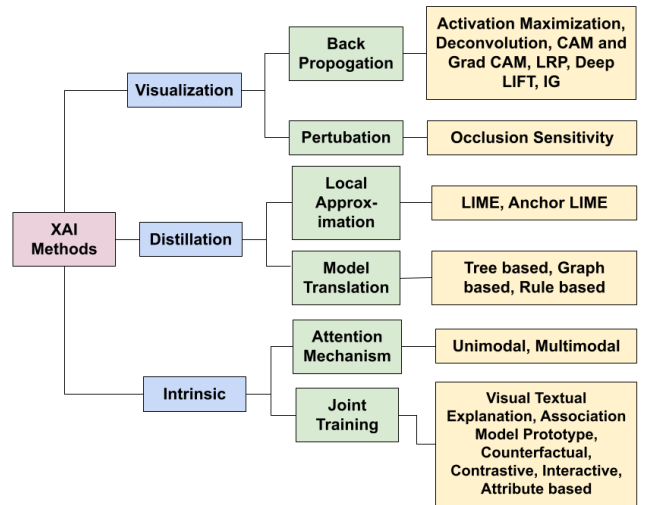 XAI
Methods
Visualization
Back
Propogation
Activation Maximization,
Deconvolution, CAM and
Grad CAM, LRP, Deep
LIFT, IG
Pertubation
Occlusion Sensitivity
Distillation
Local
Approx-
imation
LIME, Anchor LIME
Model
Translation
Tree based, Graph
based, Rule based
Intrinsic
Attention
Mechanism
Unimodal, Multimodal
Joint
Training
Visual Textual
Explanation, Association
Model Prototype,
Counterfactual,
Contrastive, Interactive,
Attribute based